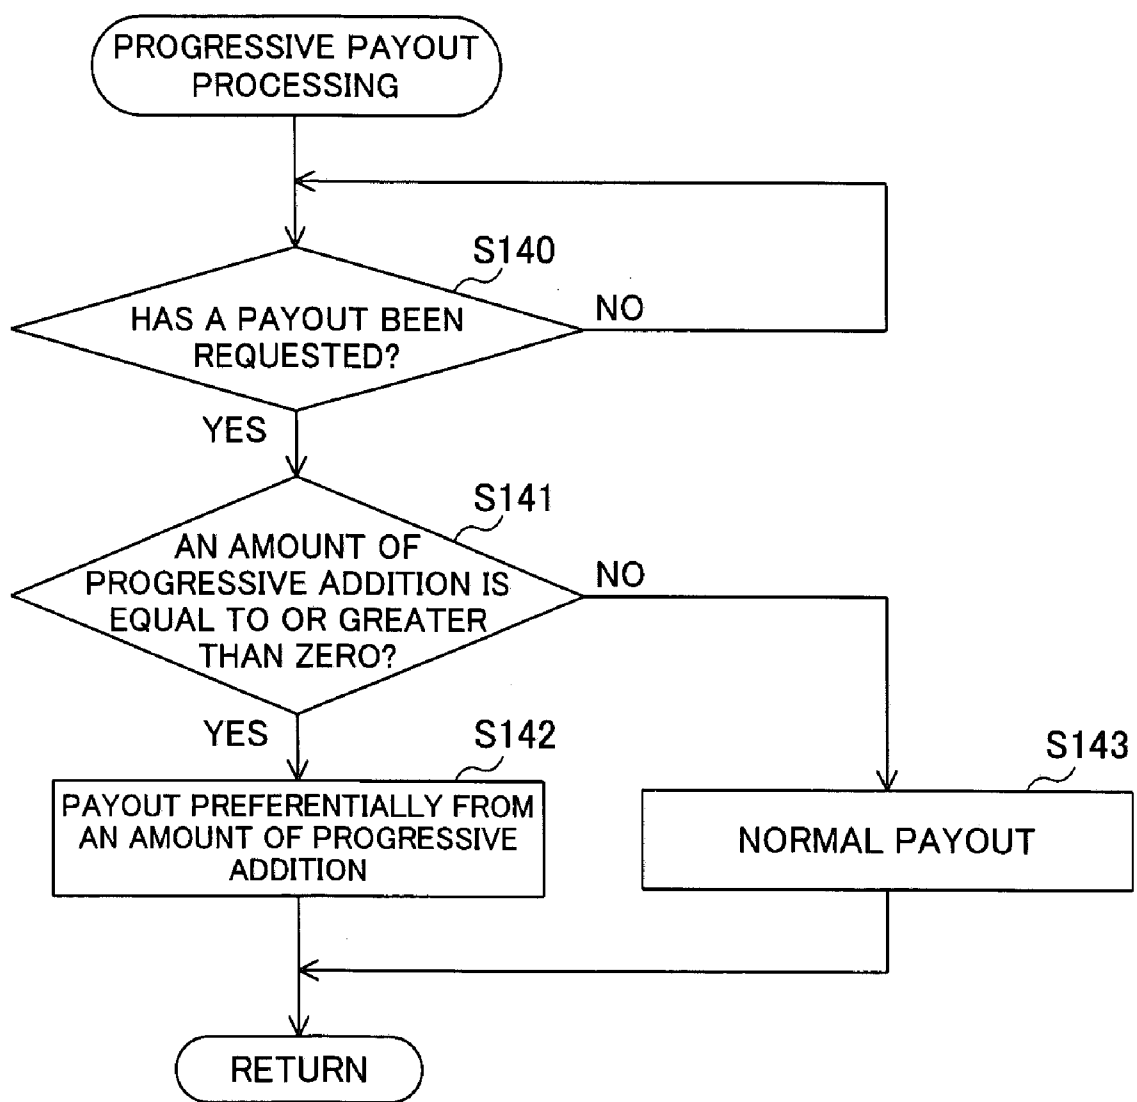 PROGRESSIVE PAYOUT
PROCESSING
S140
HAS A PAYOUT BEEN
REQUESTED?
NO
YES
S141
AN AMOUNT OF
PROGRESSIVE ADDITION IS
EQUAL TO OR GREATER
THAN ZERO?
NO
YES
S142
PAYOUT PREFERENTIALLY FROM
AN AMOUNT OF PROGRESSIVE
ADDITION
S143
NORMAL PAYOUT
RETURN